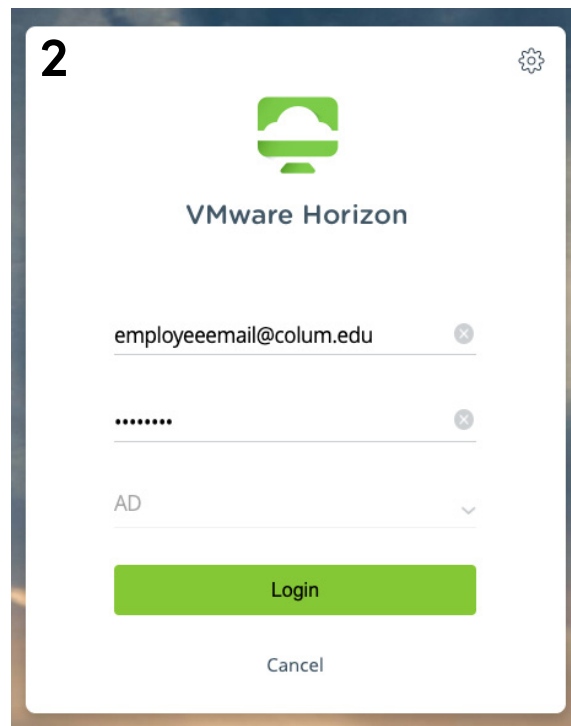 2
VMware Horizon
employeeemail@colum.edu
••••••••
AD
Login
Cancel